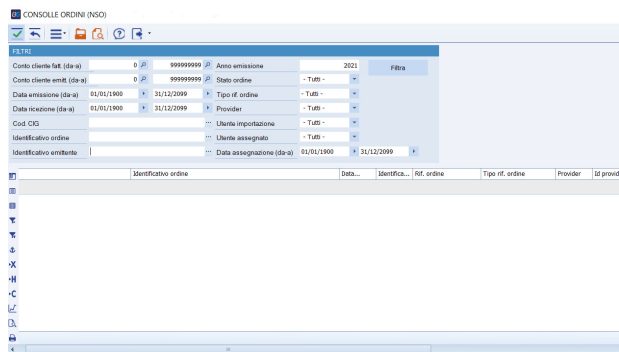 CONSOLLE ORDINI (NSO)
FILTRI
Conto cliente fatt. (da-a) 0 999999999 Anno emissione 2021 Filtra
Conto cliente emitt. (da-a) 0 999999999 Stato ordine - Tutti -
Data emissione (da-a) 01/01/1900 31/12/2099 Tipo rif. ordine - Tutti -
Data ricezione (da-a) 01/01/1900 31/12/2099 Provider - Tutti -
Cod. CIG ... Utente importazione - Tutti -
Identificativo ordine ... Utente assegnato - Tutti -
Identificativo emittente ... Data assegnazione (da-a) 01/01/1900 31/12/2099
Identificativo ordine Data... Identifica... Rif. ordine Tipo rif. ordine Provider Id provid
X
H
C